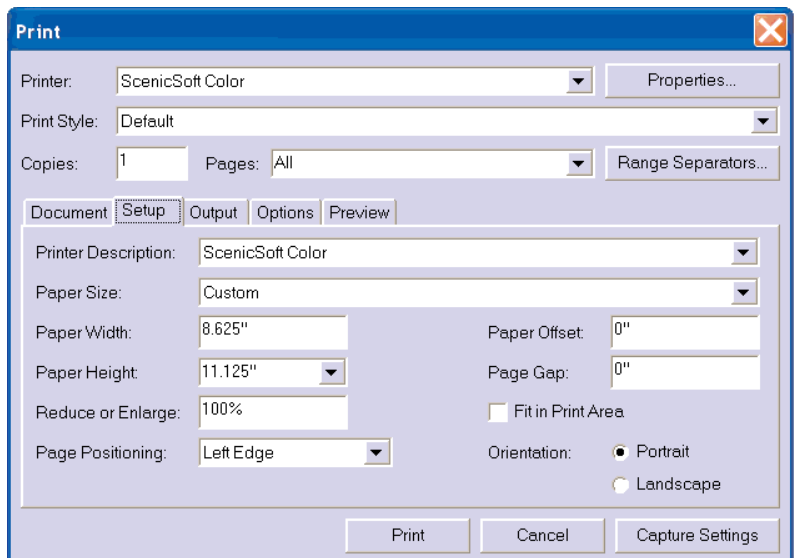 Print
Printer: ScenicSoft Color Properties...
Print Style: Default
Copies: 1 Pages: All Range Separators...
Document Setup Output Options Preview
Printer Description: ScenicSoft Color
Paper Size: Custom
Paper Width: 8.625" Paper Offset: 0"
Paper Height: 11.125" Page Gap: 0"
Reduce or Enlarge: 100% Fit in Print Area
Page Positioning: Left Edge Orientation: Portrait
Landscape
Print Cancel Capture Settings